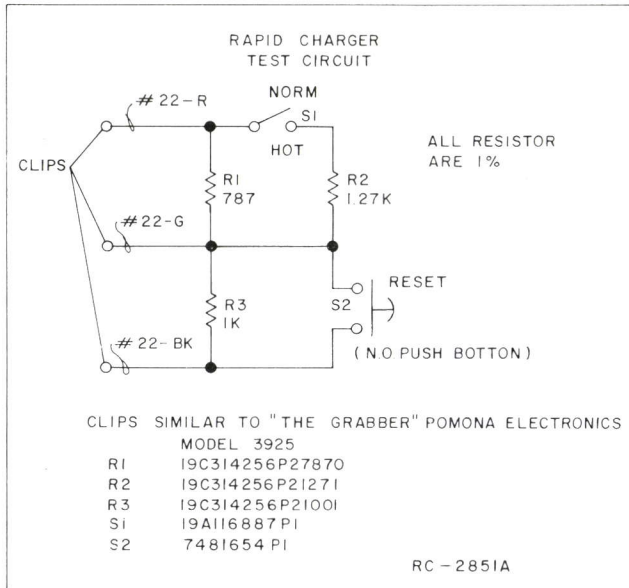 RAPID CHARGER
TEST CIRCUIT
#22-R
NORM
S1
HOT
ALL RESISTOR
ARE 1%
CLIPS
R1
787
R2
1.27K
#22-G
R3
1K
S2
RESET
#22-BK
(N.O. PUSH BOTTON)
CLIPS SIMILAR TO "THE GRABBER" POMONA ELECTRONICS
MODEL 3925
R1 19C314256P27870
R2 19C314256P21271
R3 19C314256P21001
S1 19A116887P1
S2 7481654P1
RC-2851A